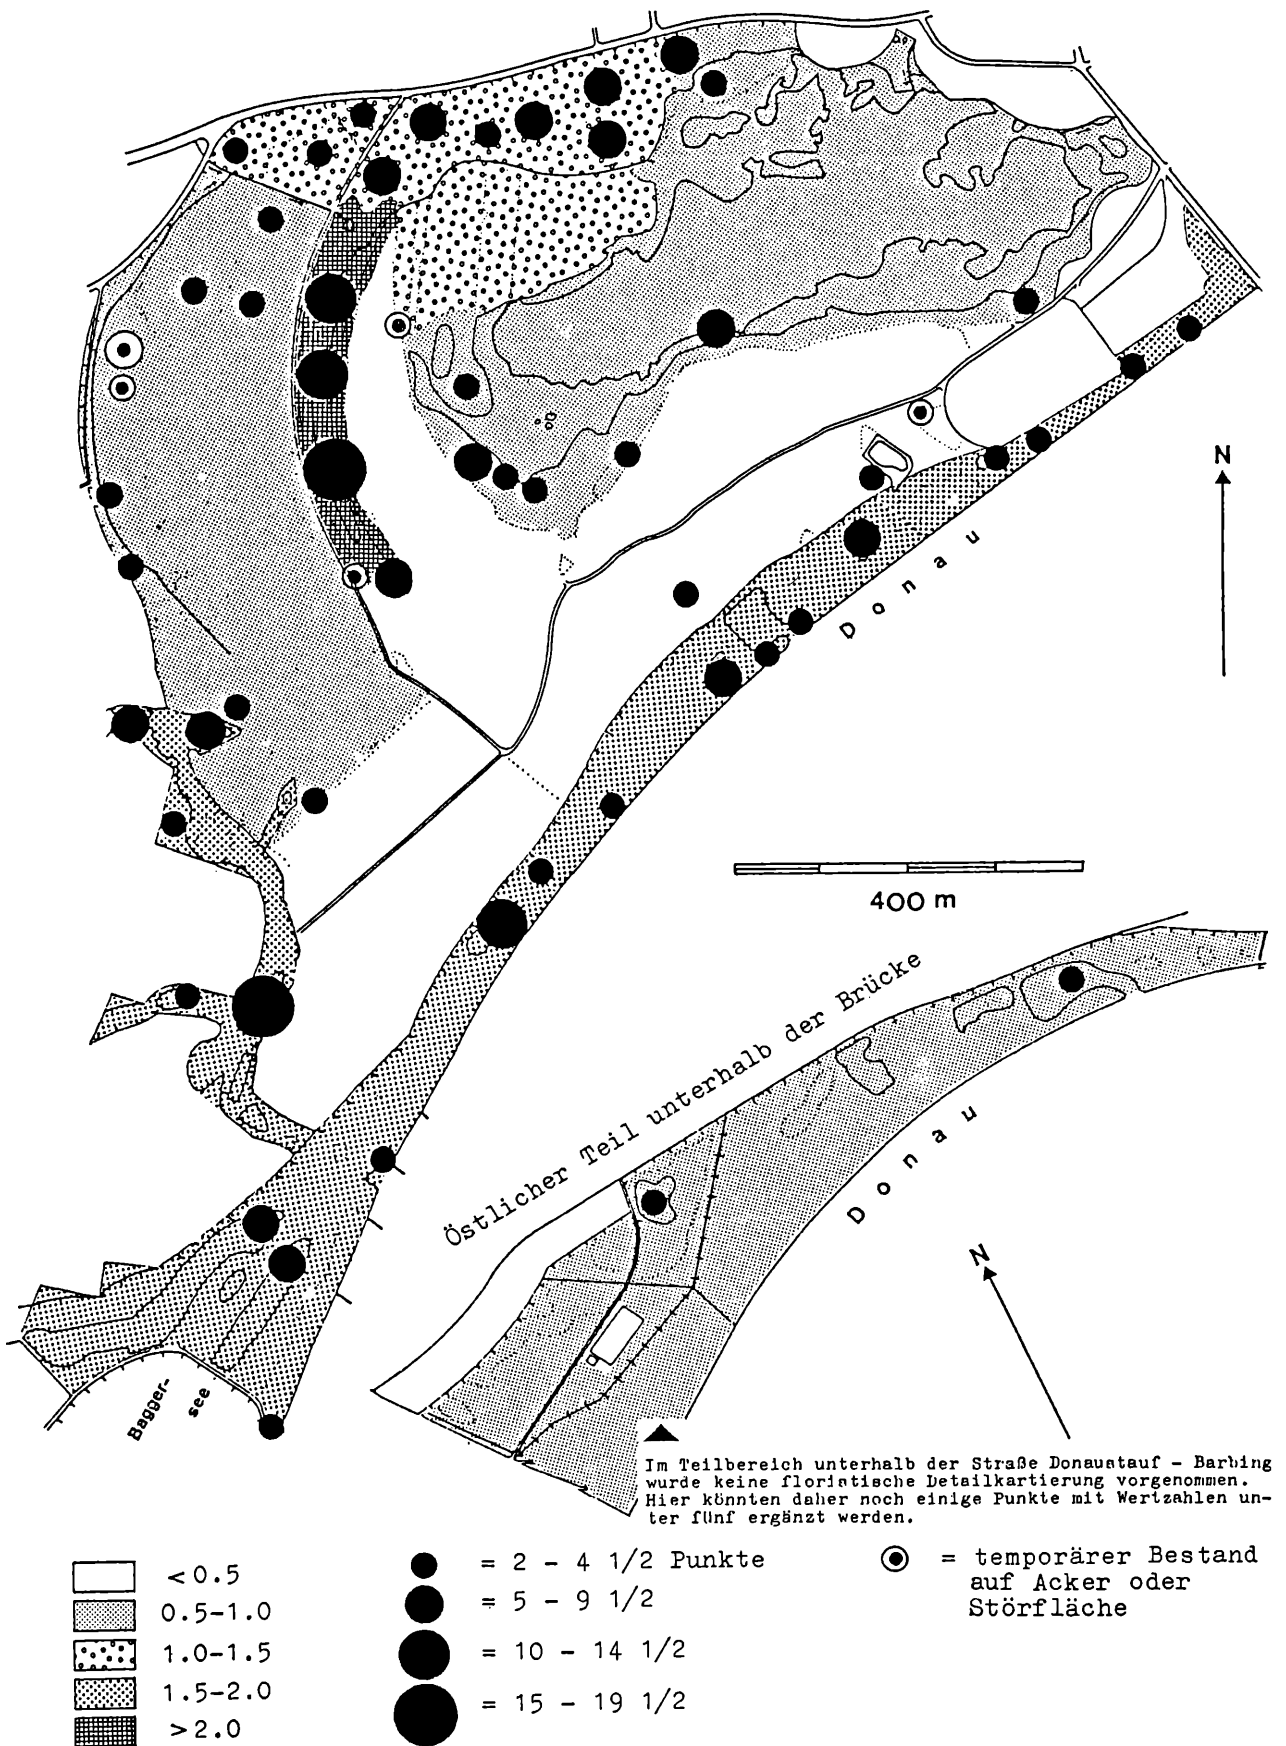 N
Donau
400 m
Östlicher Teil unterhalb der Brücke
Donau
N
Bagger-
see
Im Teilbereich unterhalb der Straße Donaustauf - Barbing
wurde keine floristische Detailkartierung vorgenommen.
Hier könnten daher noch einige Punkte mit Wertzahlen un-
ter fünf ergänzt werden.
<0.5
0.5-1.0
1.0-1.5
1.5-2.0
>2.0
= 2 - 4 1/2 Punkte
= 5 - 9 1/2
= 10 - 14 1/2
= 15 - 19 1/2
= temporärer Bestand
auf Acker oder
Störfläche